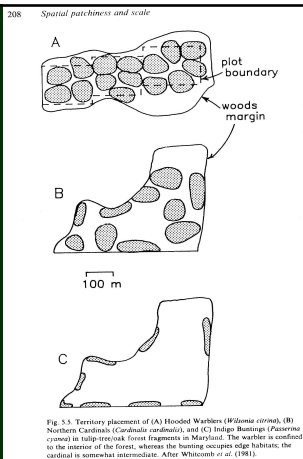 208 Spatial patchiness and scale
A
plot
boundary
woods
margin
B
100 m
C
Fig. 5.5. Territory placement of (A) Hooded Warblers (Wilsonia citrina), (B)
Northern Cardinals (Cardinalis cardinalis), and (C) Indigo Buntings (Passerina
cyanea) in tulip-tree/oak forest fragments in Maryland. The warbler is confined
to the interior of the forest, whereas the bunting occupies edge habitats; the
cardinal is somewhat intermediate. After Whitcomb et al. (1981).